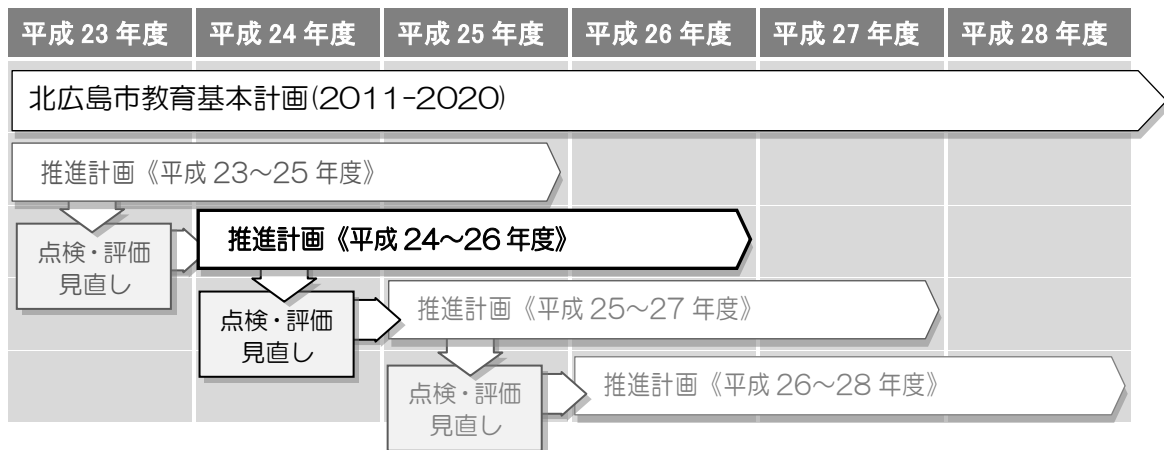 平成 23 年度 平成 24 年度 平成 25 年度 平成 26 年度 平成 27 年度 平成 28 年度
北広島市教育基本計画(2011-2020)
推進計画《平成 23～25 年度》
点検・評価
見直し
推進計画《平成 24～26 年度》
点検・評価
見直し
推進計画《平成 25～27 年度》
点検・評価
見直し
推進計画《平成 26～28 年度》